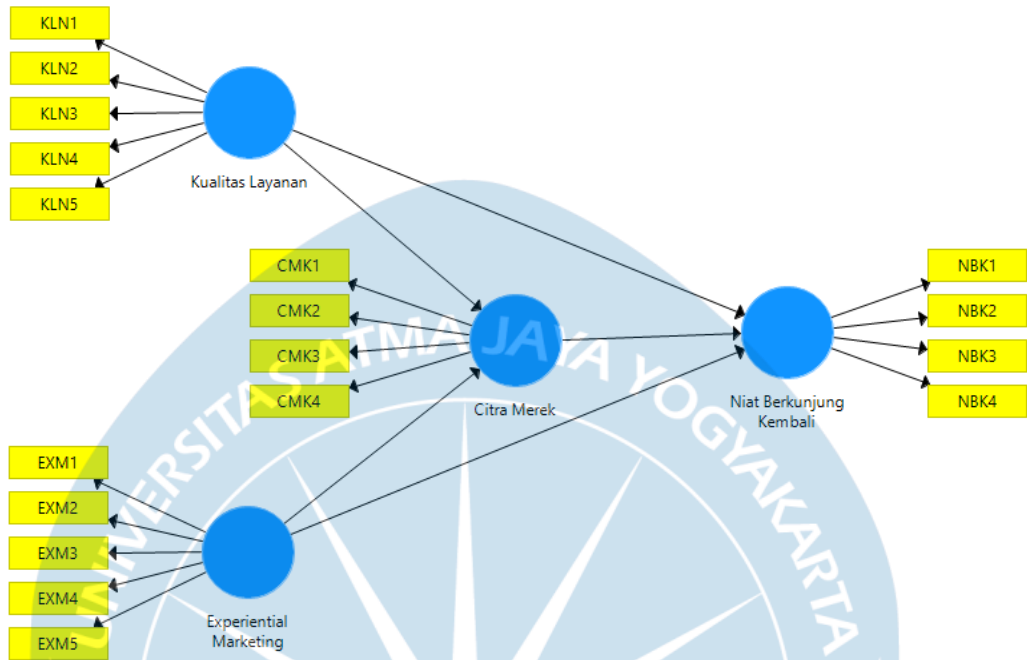 KLN1
KLN2
KLN3
KLN4
KLN5
Kualitas Layanan
CMK1
CMK2
CMK3
CMK4
Citra Merek
NBK1
NBK2
NBK3
NBK4
Niat Berkunjung
Kembali
EXM1
EXM2
EXM3
EXM4
EXM5
Experiential
Marketing
UNIVERSITAS ATMA JAYA YOGYAKARTA